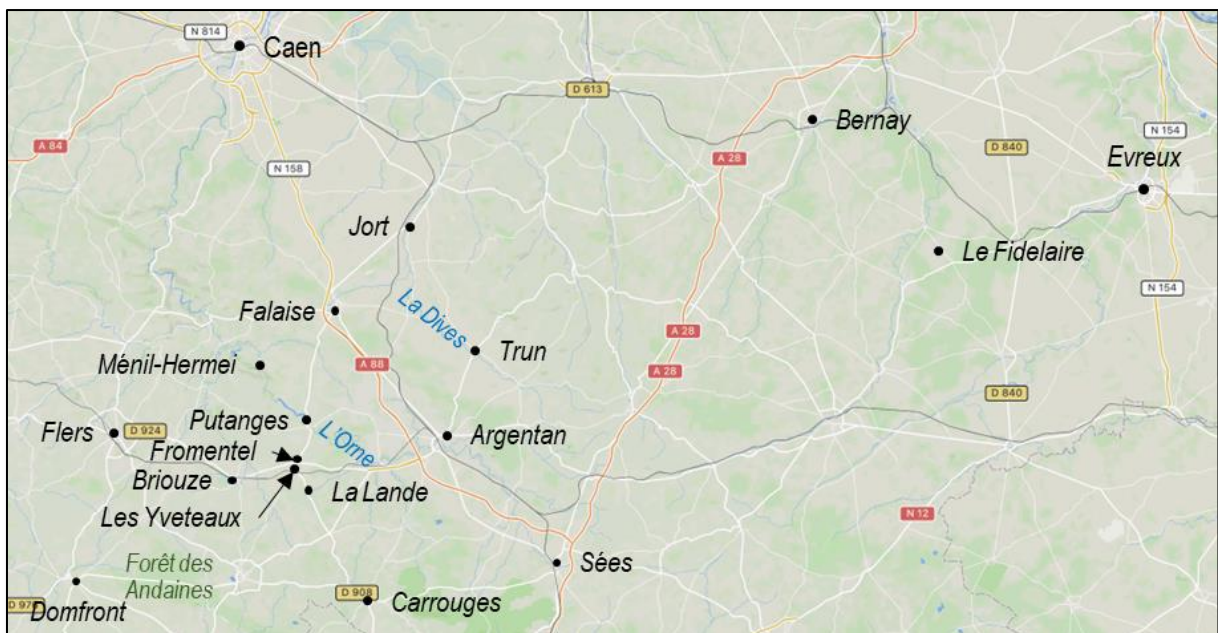 N 814
Caen
D 613
Bernay
A 84
N 158
A 28
D 840
N 154
Evreux
Jort
Le Fidelaire
N 154
Falaise
La Dives
A 28
Trun
Ménil-Hermei
A 88
A 28
D 840
Putanges
L'Orne
Flers
D 924
Argentan
Fromentel
Briouze
La Lande
Les Yveteaux
N 12
Forêt des
Andaines
Sées
D 908
Carrouges
Domfront